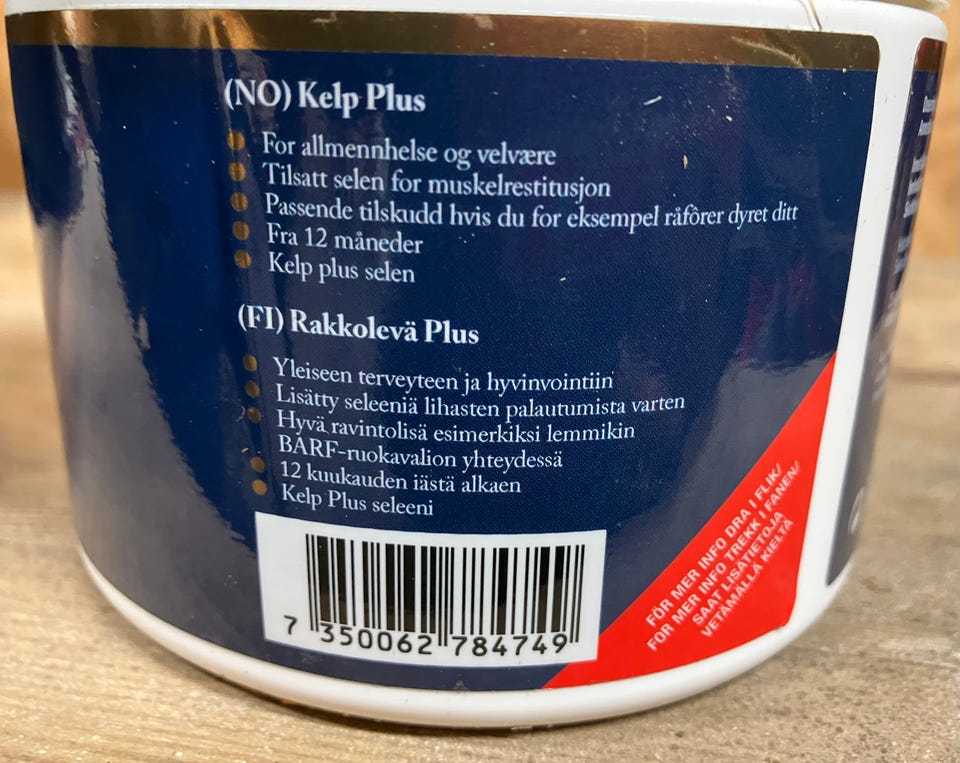 (NO) Kelp Plus
For allmennhelse og velvære
Tilsatt selen for muskelrestitusjon
Passende tilskudd hvis du for eksempel råfôrer dyret ditt
Fra 12 måneder
Kelp plus selen
(FI) Rakkolevä Plus
Yleiseen terveyteen ja hyvinvointiin
Lisätty seleeniä lihasten palautumista varten
Hyvä ravintolisä esimerkiksi lemmikin
BARF-ruokavalion yhteydessä
12 kuukauden iästä alkaen
Kelp Plus seleeni
7 350062 784749
FÖR MER INFO DRA I FLIK/
FOR MER INFO TREKK I FANEN/
SAAT LISÄTIETOJA
VETÄMÄLLÄ KIELTÄ